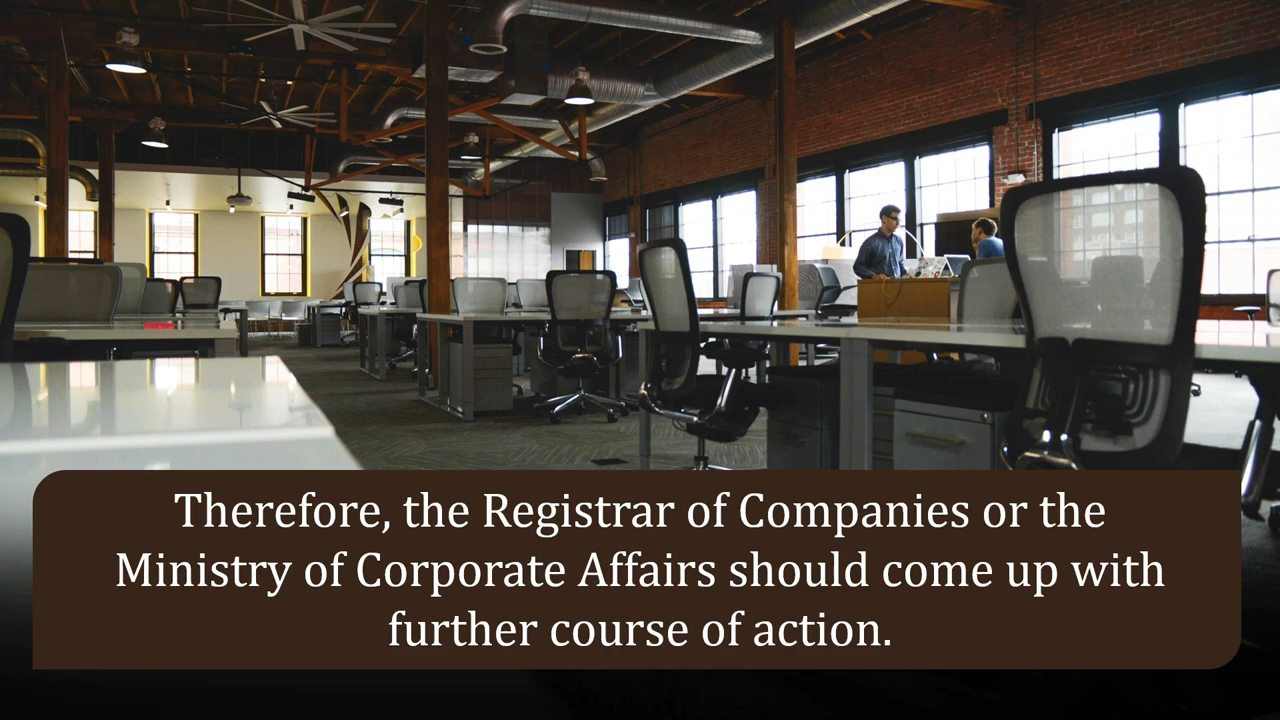 Therefore, the Registrar of Companies or the
Ministry of Corporate Affairs should come up with
further course of action.